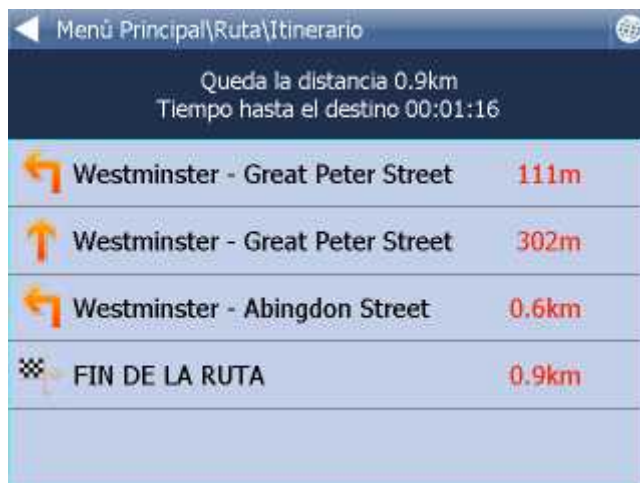 Menú Principal\Ruta\Itinerario
Queda la distancia 0.9km
Tiempo hasta el destino 00:01:16
Westminster - Great Peter Street 111m
Westminster - Great Peter Street 302m
Westminster - Abingdon Street 0.6km
FIN DE LA RUTA 0.9km